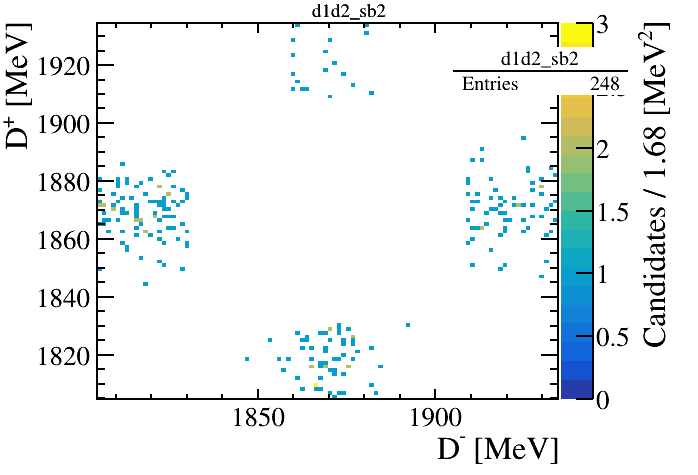 d1d2_sb2
D⁺ [MeV]
1920
1900
1880
1860
1840
1820
1850
1900
D⁻ [MeV]
d1d2_sb2
Entries 248
3
2
1.5
1
0.5
0
Candidates / 1.68 [MeV²]